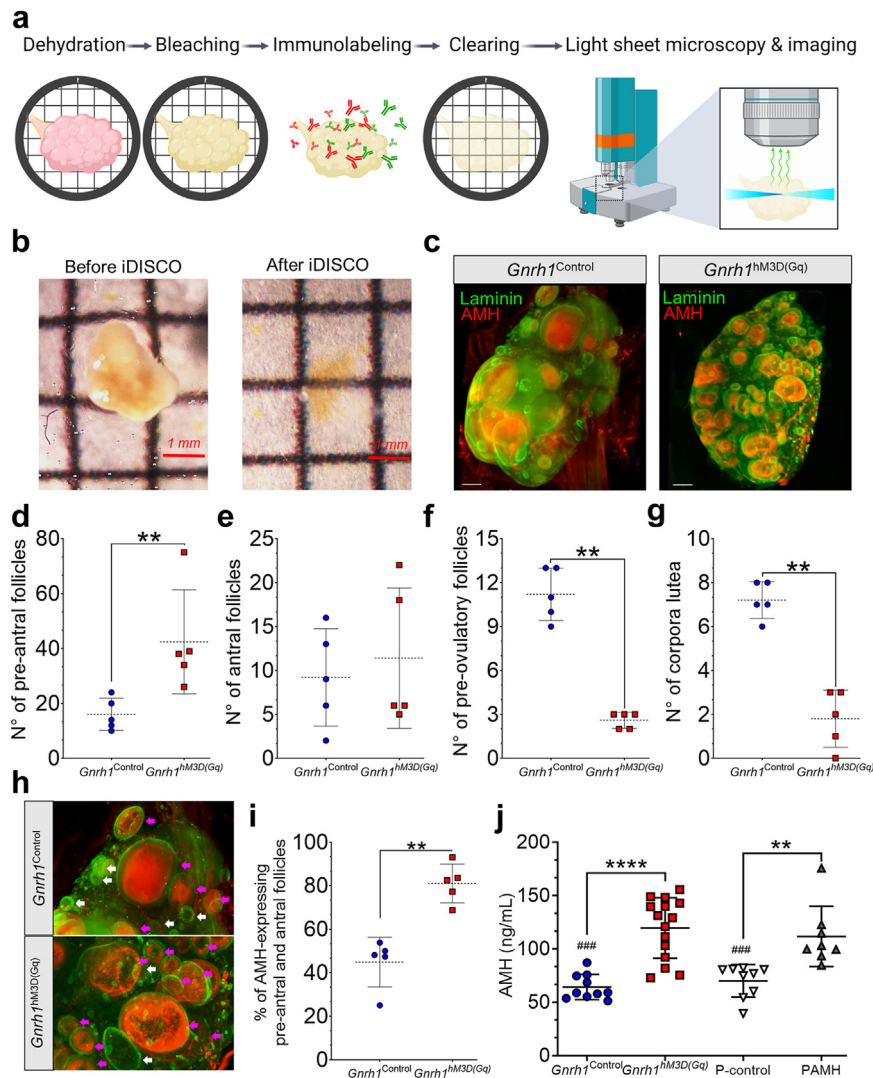 a
Dehydration Bleaching Immunolabeling Clearing Light sheet microscopy & imaging
b
Before iDISCO
After iDISCO
1 mm
1 mm
c
Gnrh1Control
Gnrh1hM3D(Gq)
Laminin
AMH
Laminin
AMH
d
N° of pre-antral follicles
80
60
40
20
0
**
Gnrh1Control
Gnrh1hM3D(Gq)
e
N° of antral follicles
25
20
15
10
5
0
Gnrh1Control
Gnrh1hM3D(Gq)
f
N° of pre-ovulatory follicles
15
12
9
6
3
0
**
Gnrh1Control
Gnrh1hM3D(Gq)
g
N° of corpora lutea
10
8
6
4
2
0
**
Gnrh1Control
Gnrh1hM3D(Gq)
h
Gnrh1Control
Gnrh1hM3D(Gq)
i
% of AMH-expressing
pre-antral and antral follicles
100
80
60
40
20
0
**
Gnrh1Control
Gnrh1hM3D(Gq)
j
AMH (ng/mL)
200
150
100
50
0
****
**
###
###
Gnrh1Control
Gnrh1hM3D(Gq)
P-control
PAMH